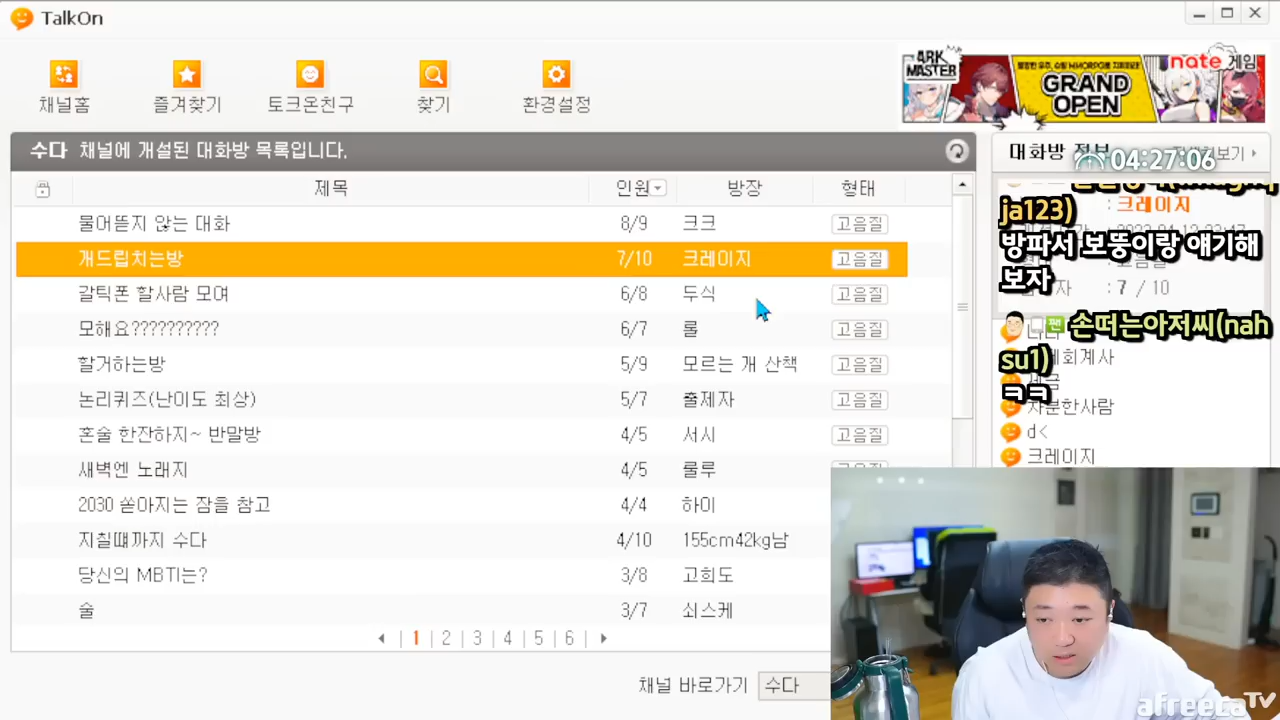 TalkOn
채널홈
즐겨찾기
토크온친구
찾기
환경설정
ARK MASTER
GRAND OPEN
nate 게임
수다 채널에 개설된 대화방 목록입니다.
제목 인원 방장 형태
물어뜯지 않는 대화 8/9 크크 고음질
개드립치는방 7/10 크레이지 고음질
갈틱폰 할사람 모여 6/8 두식 고음질
모해요?????????? 6/7 롤 고음질
할거하는방 5/9 모르는 개 산책 고음질
논리퀴즈(난이도 최상) 5/7 출제자 고음질
혼술 한잔하지~ 반말방 4/5 서시 고음질
새벽엔 노래지 4/5 물루
2030 쏟아지는 잠을 참고 4/4 하이
지칠때까지 수다 4/10 155cm42kg남
당신의 MBTI는? 3/8 고희도
술 3/7 쇠스케
1 2 3 4 5 6
채널 바로가기 수다
대화방 정보
04:27:06
ja123)
: 크레이지
방파서 보뚱이랑 얘기해
보자
: 7 / 10
손떠는아저씨(nah
su1)
ㅋㅋ
차분한사람
d<
크레이지
afreecaTV